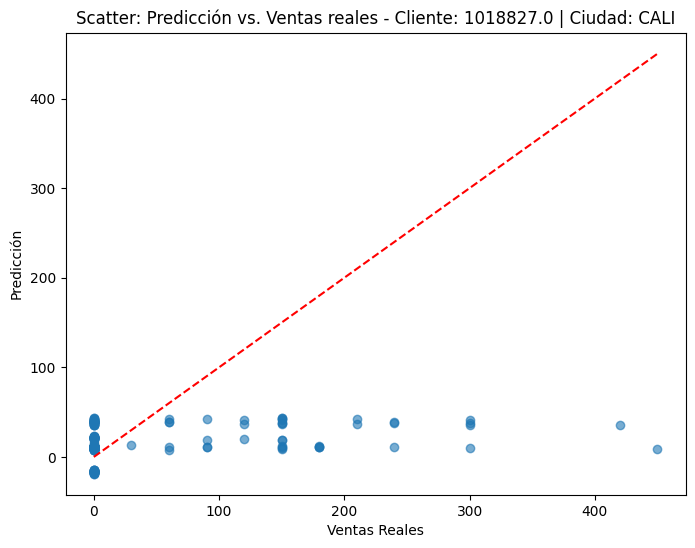 Scatter: Predicción vs. Ventas reales - Cliente: 1018827.0 | Ciudad: CALI
400
300
200
100
0
Predicción
0 100 200 300 400
Ventas Reales